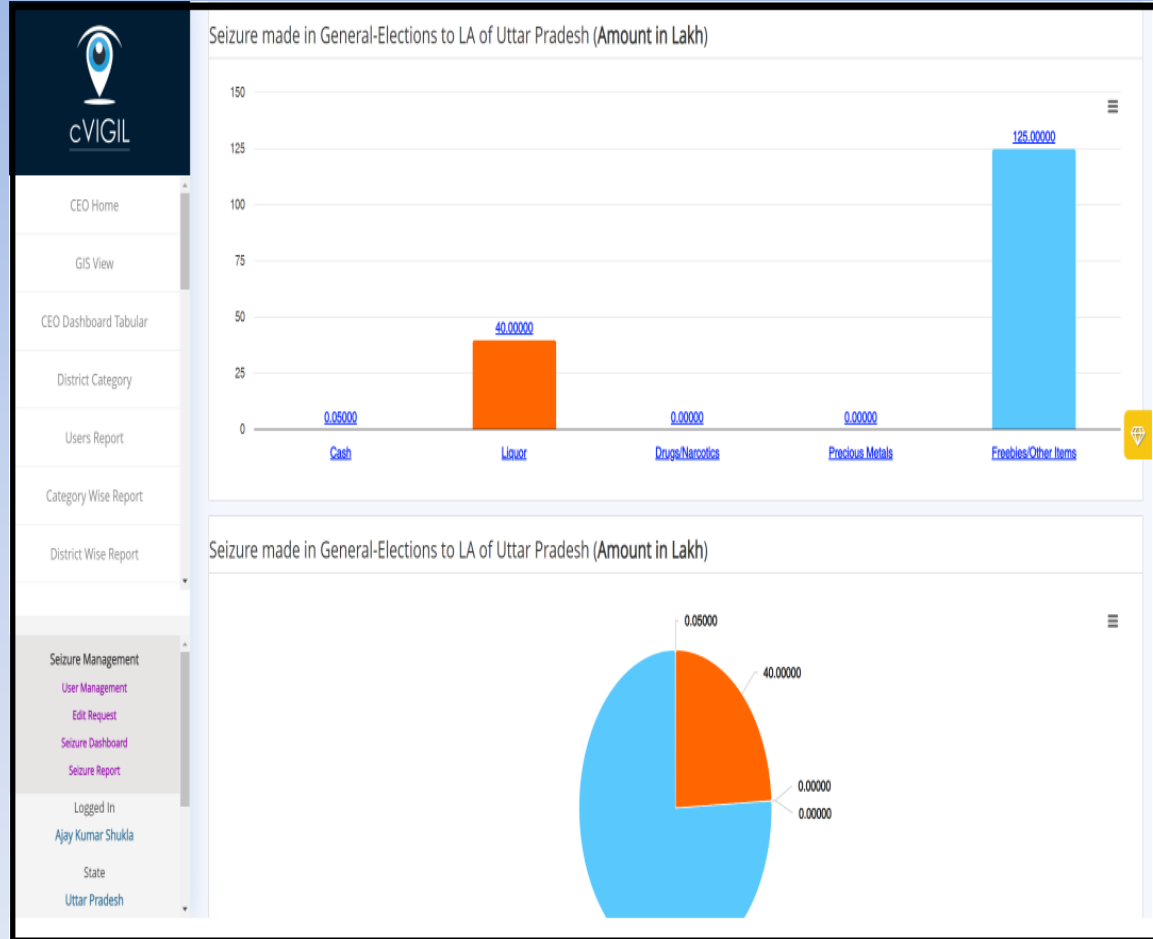 cVIGIL
CEO Home
GIS View
CEO Dashboard Tabular
District Category
Users Report
Category Wise Report
District Wise Report
Seizure Management
User Management
Edit Request
Seizure Dashboard
Seizure Report
Logged In
Ajay Kumar Shukla
State
Uttar Pradesh
Seizure made in General-Elections to LA of Uttar Pradesh (Amount in Lakh)
150
125
100
75
50
25
0
0.05000
40.00000
0.00000
0.00000
125.00000
Cash
Liquor
Drugs/Narcotics
Precious Metals
Freebies/Other Items
Seizure made in General-Elections to LA of Uttar Pradesh (Amount in Lakh)
0.05000
40.00000
0.00000
0.00000